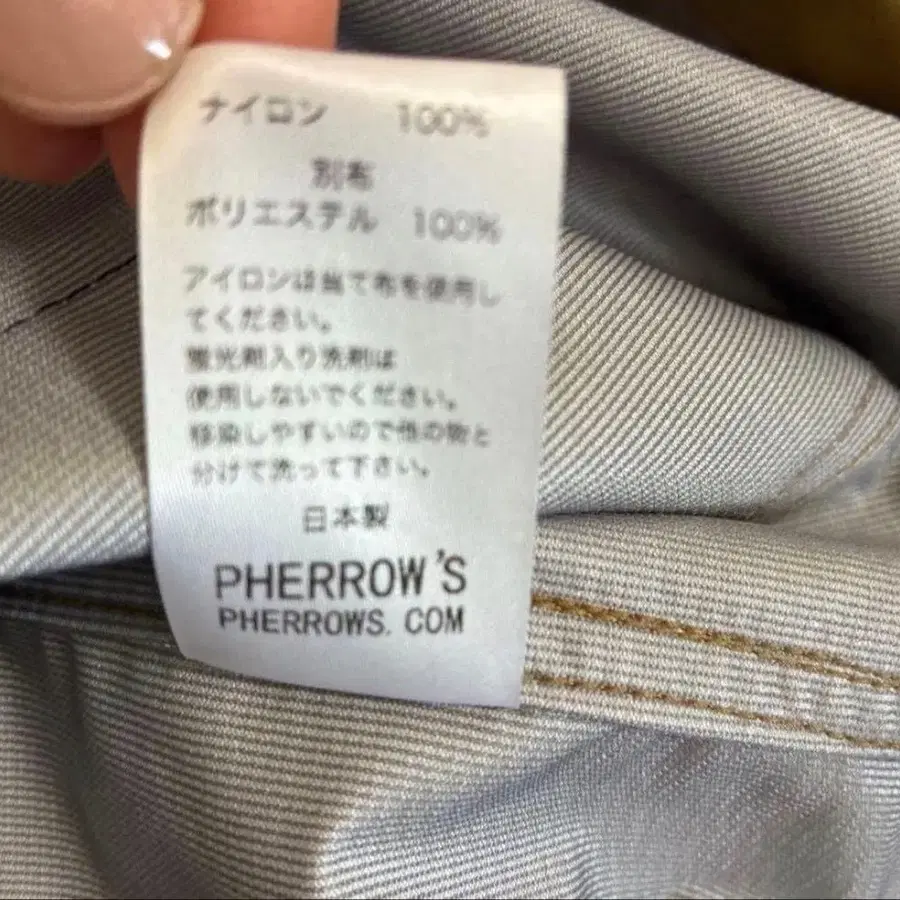 ナイロン 100%
別布
ポリエステル 100%
アイロンは当て布を使用し
てください。
蛍光剤入り洗剤は
使用しないでください。
移染しやすいので他の物と
分けて洗って下さい。
日本製
PHERROW'S
PHERROWS.COM